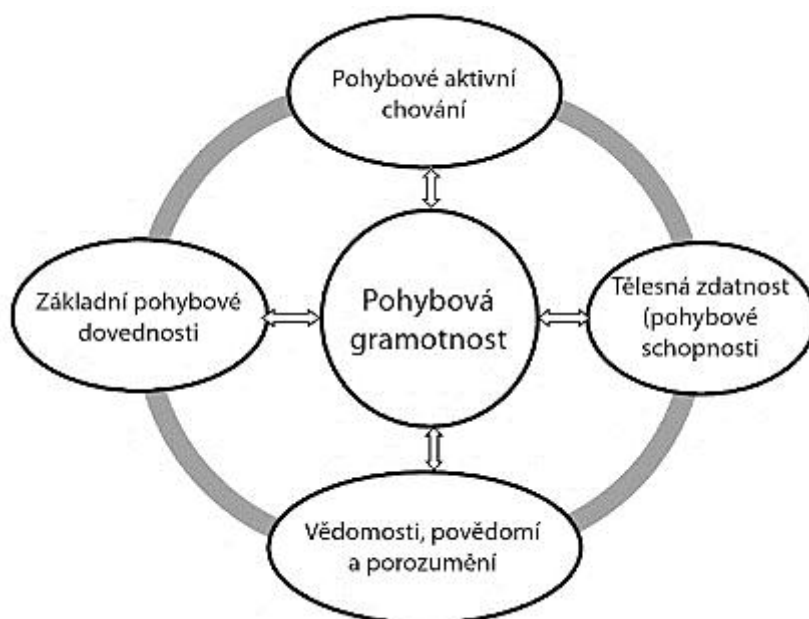 Pohybové aktivní
chování
Základní pohybové
dovednosti
Pohybová
gramotnost
Tělesná zdatnost
(pohybové
schopnosti
Vědomosti, povědomí
a porozumění